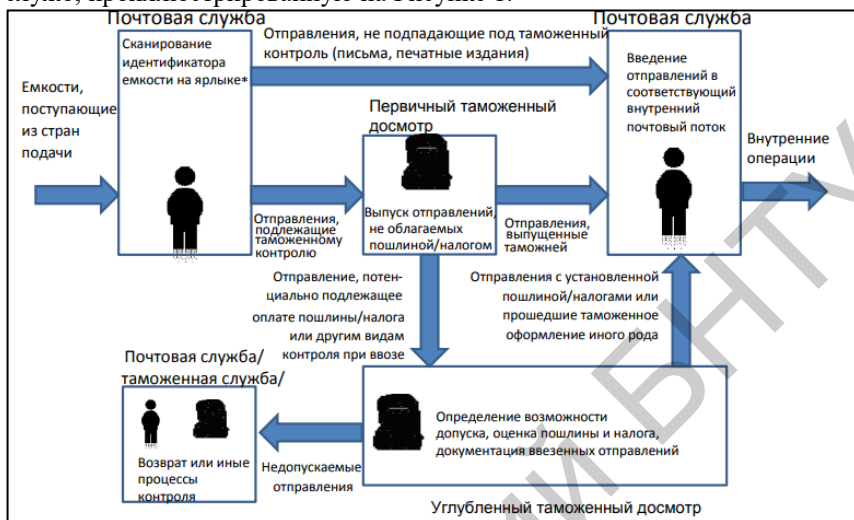 Почтовая служба
Почтовая служба
Сканирование
идентификатора
емкости на ярлыке*
Отправления, не подпадающие под таможенный
контроль (письма, печатные издания)
Введение
отправлений в
соответствующий
внутренний
почтовый поток
Емкости,
поступающие
из стран
подачи
Первичный таможенный
досмотр
Внутренние
операции
Выпуск отправлений,
не облагаемых
пошлиной/налогом
Отправления,
подлежащие
таможенному
контролю
Отправления,
выпущенные
таможней
Отправление, потен-
циально подлежащее
оплате пошлины/налога
или другим видам
контроля при ввозе
Отправления с установленной
пошлиной/налогами или
прошедшие таможенное
оформление иного рода
Почтовая служба/
таможенная служба/
Определение возможности
допуска, оценка пошлины и налога,
документация ввезенных отправлений
Возврат или иные
процессы
контроля
Недопускаемые
отправления
Углубленный таможенный досмотр
БНТУ